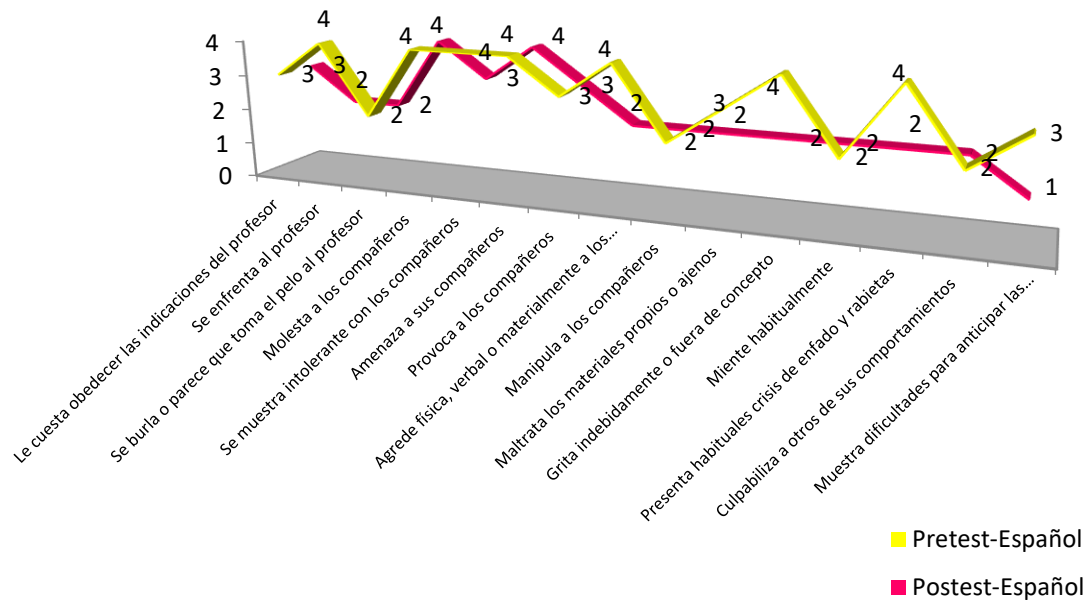 4
3
2
1
0
4 4 4 4 4 4
3 3 2 4 3 3 4 4
2 2 3 2 3 2
2 2 2 2 2 3
2 2 2 1
Le cuesta obedecer las indicaciones del profesor
Se enfrenta al profesor
Se burla o parece que toma el pelo al profesor
Molesta a los compañeros
Se muestra intolerante con los compañeros
Amenaza a sus compañeros
Provoca a los compañeros
Agrede física, verbal o materialmente a los...
Manipula a los compañeros
Maltrata los materiales propios o ajenos
Grita indebidamente o fuera de concepto
Miente habitualmente
Presenta habituales crisis de enfado y rabietas
Culpabiliza a otros de sus comportamientos
Muestra dificultades para anticipar las...
Pretest-Español
Postest-Español